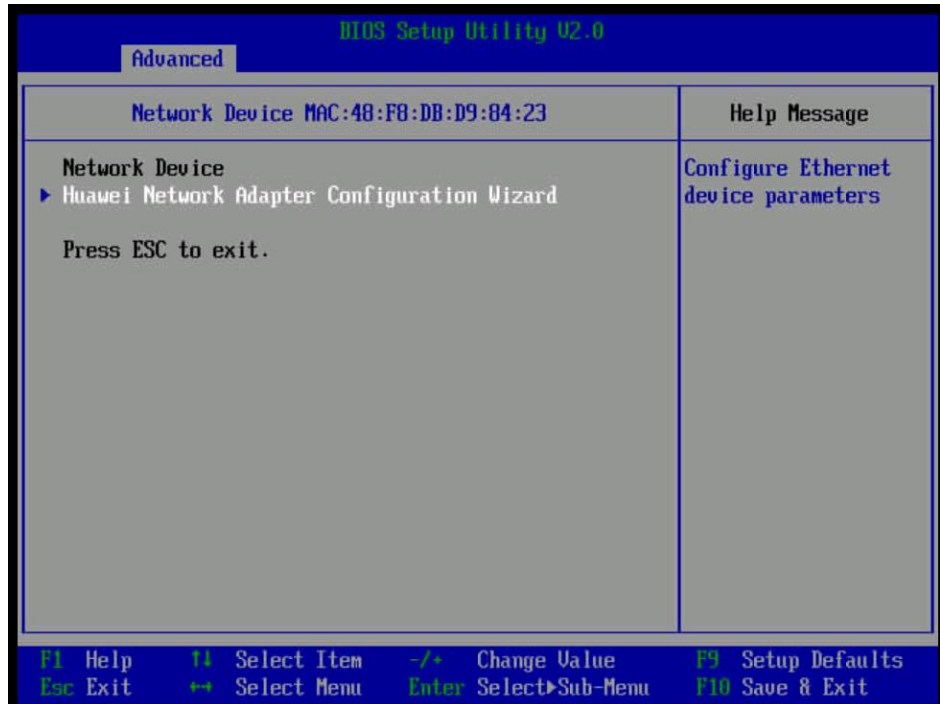 BIOS Setup Utility V2.0
Advanced
Network Device MAC:48:F8:DB:D9:84:23
Help Message
Network Device
Huawei Network Adapter Configuration Wizard
Press ESC to exit.
Configure Ethernet
device parameters
F1 Help ↑↓ Select Item -/+ Change Value F9 Setup Defaults
Esc Exit ←→ Select Menu Enter Select▶Sub-Menu F10 Save & Exit